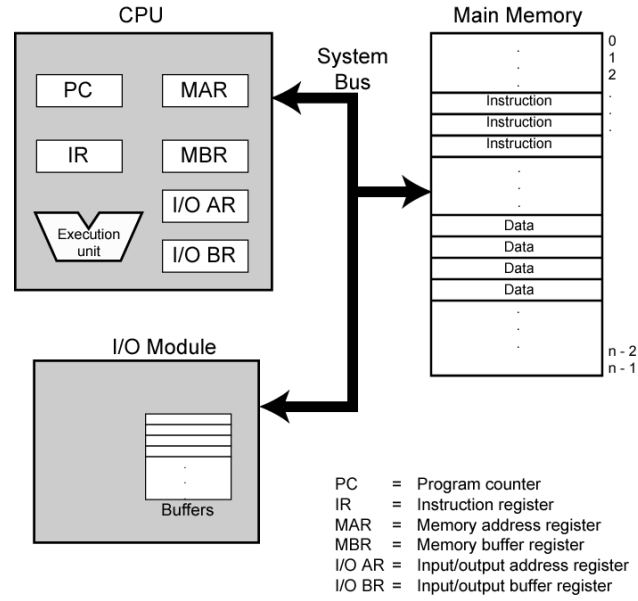 CPU
PC
MAR
IR
MBR
I/O AR
I/O BR
Execution
unit
System
Bus
Main Memory
0
1
2
.
.
.
Instruction
Instruction
Instruction
Data
Data
Data
Data
n - 2
n - 1
I/O Module
Buffers
PC = Program counter
IR = Instruction register
MAR = Memory address register
MBR = Memory buffer register
I/O AR = Input/output address register
I/O BR = Input/output buffer register